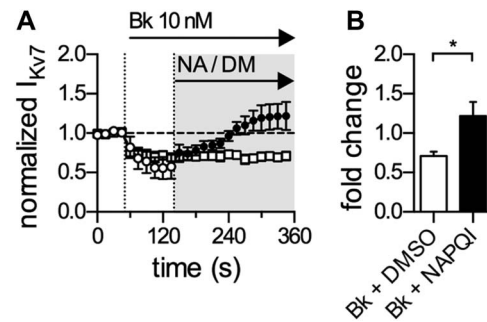 A
Bk 10 nM
NA / DM
normalized I Kv7
2.0
1.5
1.0
0.5
0.0
0
120
240
360
time (s)
B
*
fold change
2.0
1.5
1.0
0.5
0.0
Bk + DMSO
Bk + NAPQI